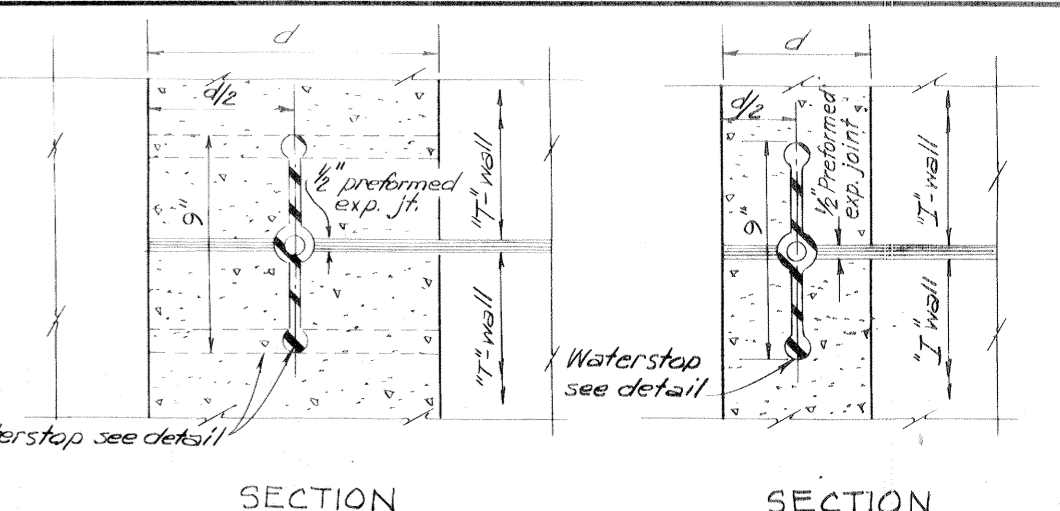 d
d/2
9"
1/2" preformed
exp. jt.
"T"-wall
"T"-wall
terstop see detail
SECTION
d
d/2
9"
1/2" Preformed
exp. joint
"I"-wall
"I" wall
Waterstop
see detail
SECTION